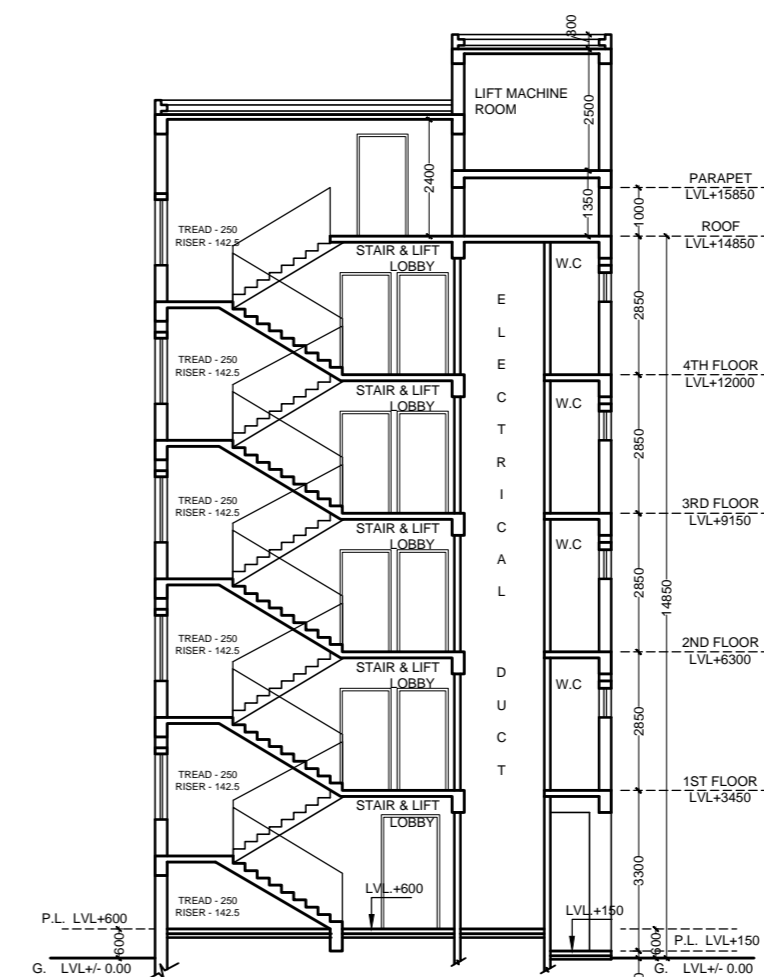 300
LIFT MACHINE
ROOM
2500
1350
2400
PARAPET
LVL+15850
1000
ROOF
LVL+14850
TREAD - 250
RISER - 142.5
STAIR & LIFT
LOBBY
W.C
2850
TREAD - 250
RISER - 142.5
4TH FLOOR
LVL+12000
STAIR & LIFT
LOBBY
W.C
2850
TREAD - 250
RISER - 142.5
3RD FLOOR
LVL+9150
STAIR & LIFT
LOBBY
W.C
2850
14850
TREAD - 250
RISER - 142.5
2ND FLOOR
LVL+6300
STAIR & LIFT
LOBBY
W.C
2850
TREAD - 250
RISER - 142.5
1ST FLOOR
LVL+3450
STAIR & LIFT
LOBBY
ELECTRICAL DUCT
3300
TREAD - 250
RISER - 142.5
LVL.+600
LVL.+150
P.L. LVL+600
600
600
P.L. LVL+150
G. LVL+/- 0.00
G. LVL+/- 0.00